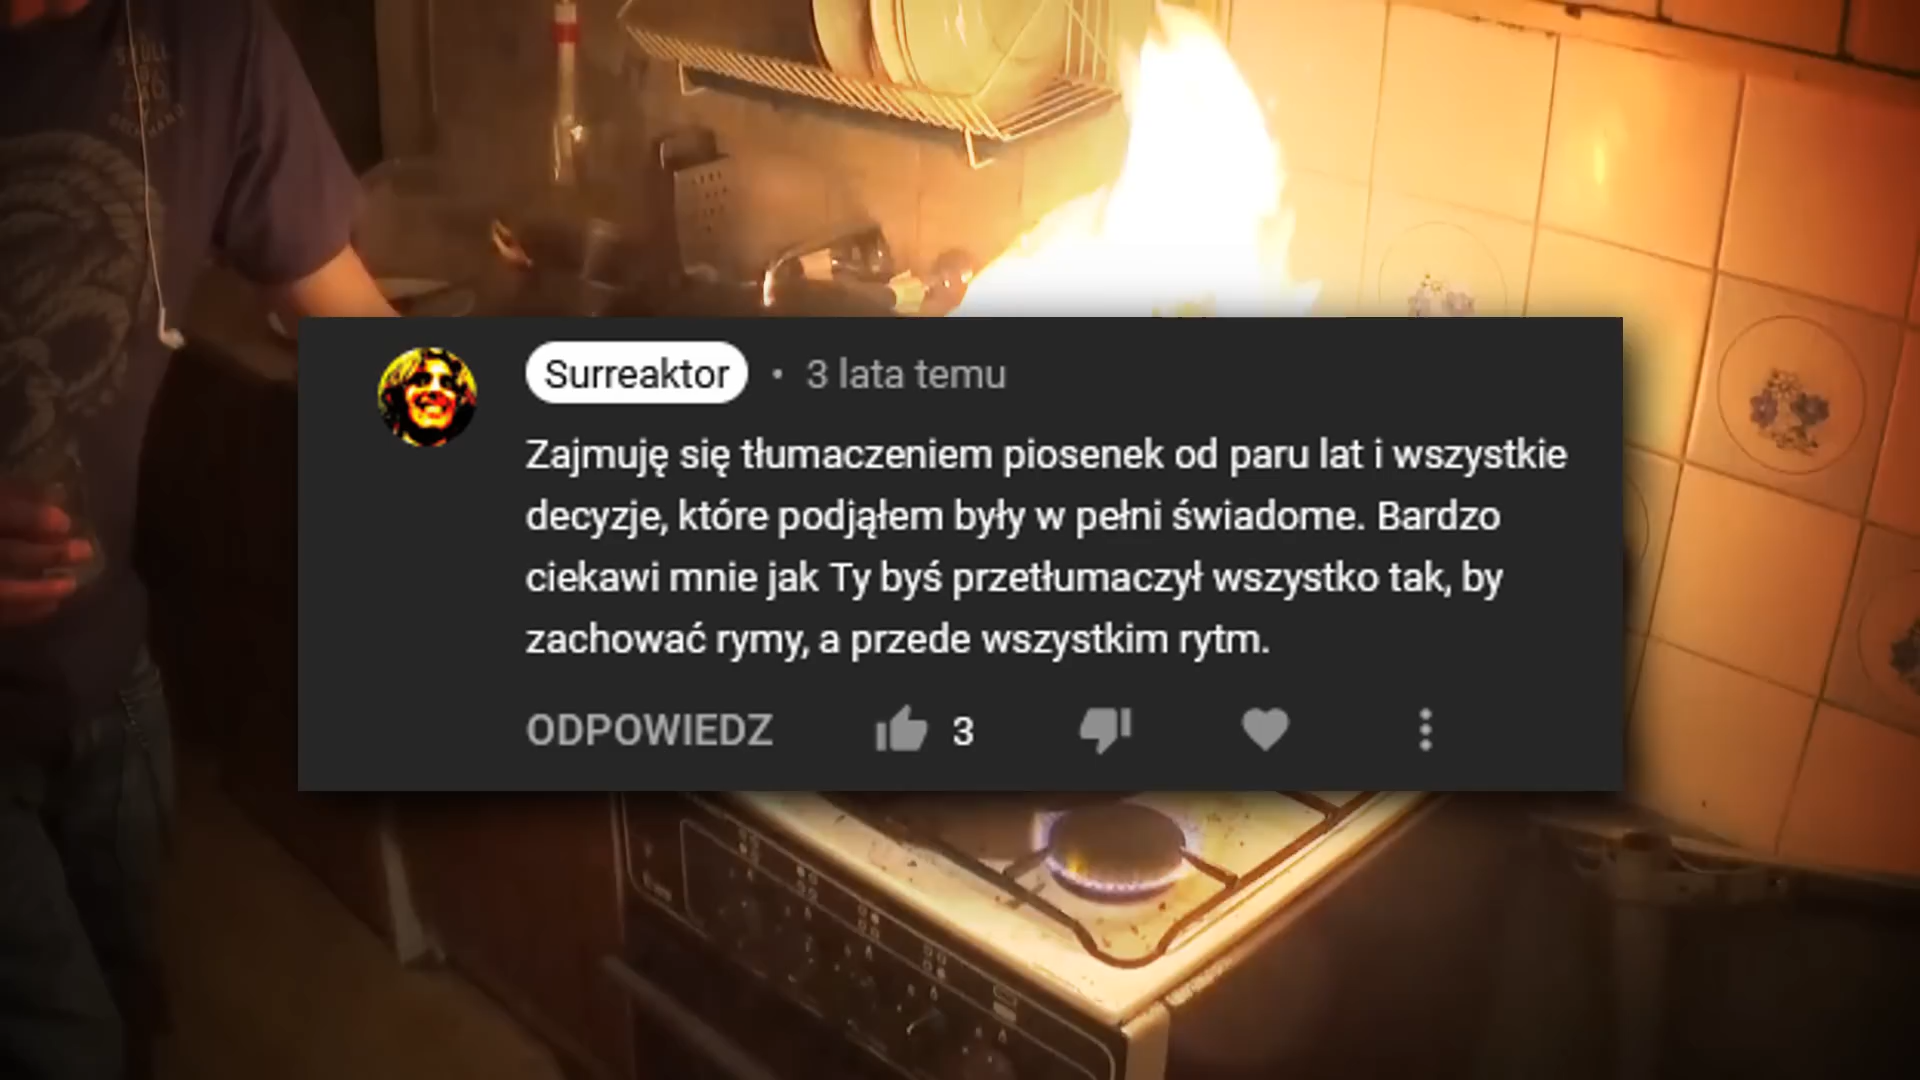 Surreaktor • 3 lata temu
Zajmuję się tłumaczeniem piosenek od paru lat i wszystkie
decyzje, które podjąłem były w pełni świadome. Bardzo
ciekawi mnie jak Ty byś przetłumaczył wszystko tak, by
zachować rymy, a przede wszystkim rytm.
ODPOWIEDZ 3